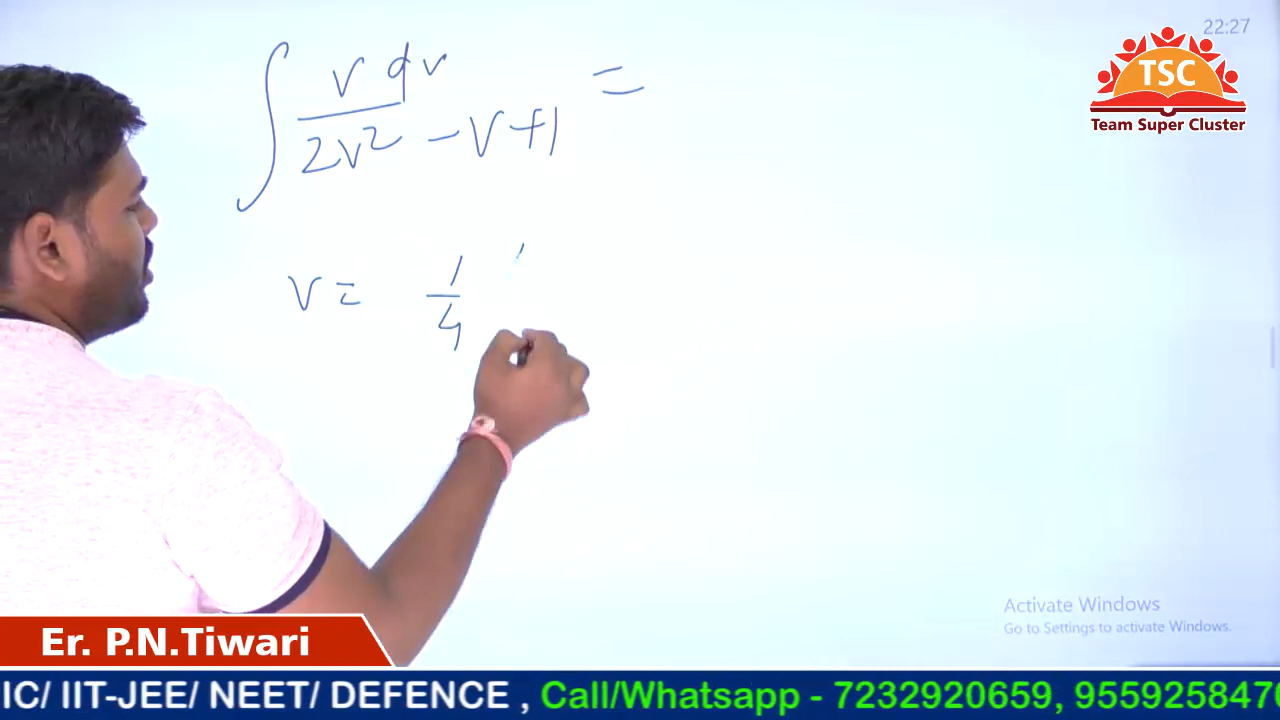 22:27
TSC
Team Super Cluster
∫ v dv / 2v² - v + 1 =
v = 1/4
Activate Windows
Go to Settings to activate Windows.
Er. P.N.Tiwari
IC/ IIT-JEE/ NEET/ DEFENCE , Call/Whatsapp - 7232920659, 955925847